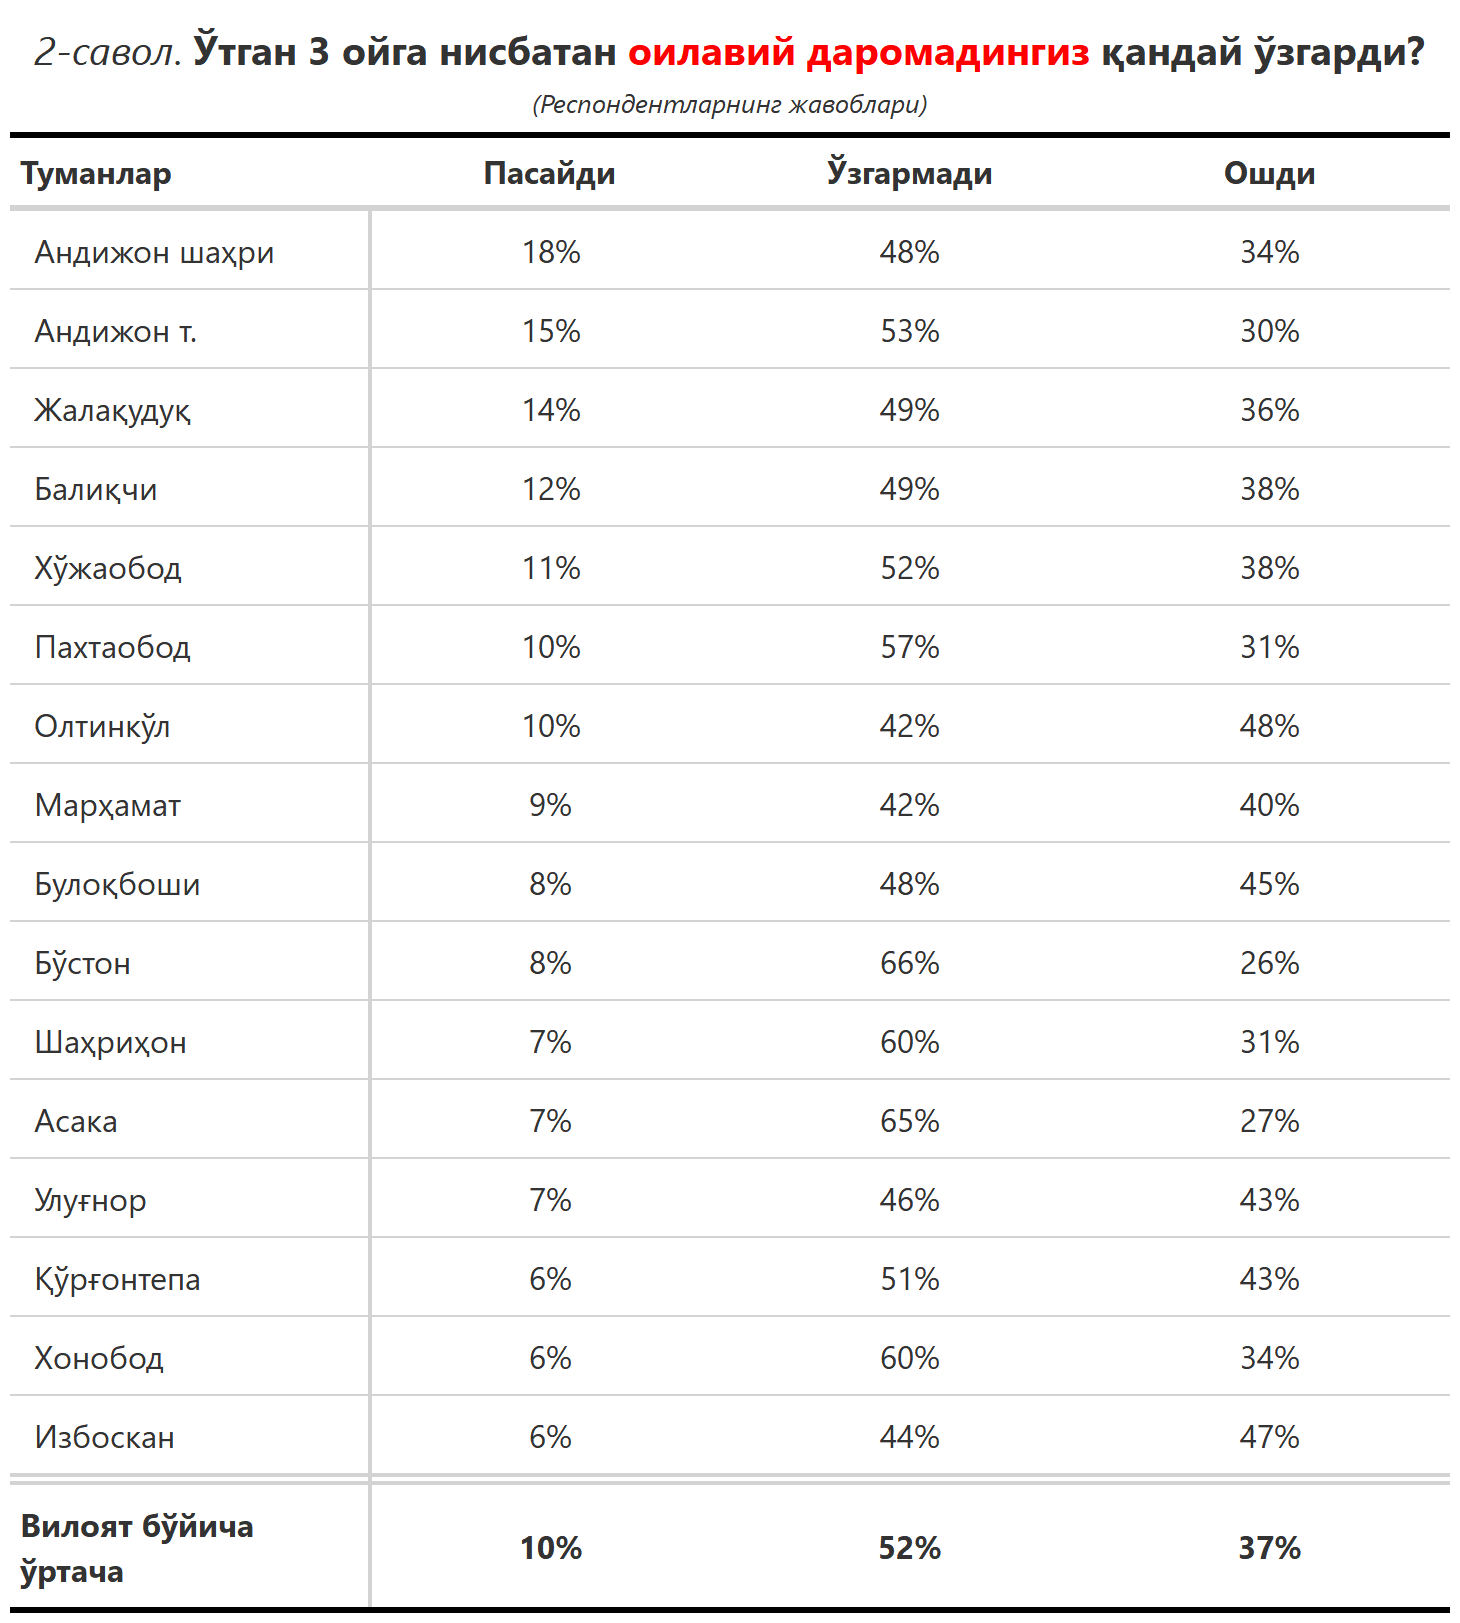 2-савол. Ўтган 3 ойга нисбатан оилавий даромадингиз қандай ўзгарди?
(Респондентларнинг жавоблари)
Туманлар Пасайди Ўзгармади Ошди
Андижон шаҳри 18% 48% 34%
Андижон т. 15% 53% 30%
Жалақудуқ 14% 49% 36%
Балиқчи 12% 49% 38%
Хўжаобод 11% 52% 38%
Пахтаобод 10% 57% 31%
Олтинкўл 10% 42% 48%
Марҳамат 9% 42% 40%
Булоқбоши 8% 48% 45%
Бўстон 8% 66% 26%
Шаҳриҳон 7% 60% 31%
Асака 7% 65% 27%
Улуғнор 7% 46% 43%
Қўрғонтепа 6% 51% 43%
Хонобод 6% 60% 34%
Избоскан 6% 44% 47%
Вилоят бўйича
ўртача 10% 52% 37%